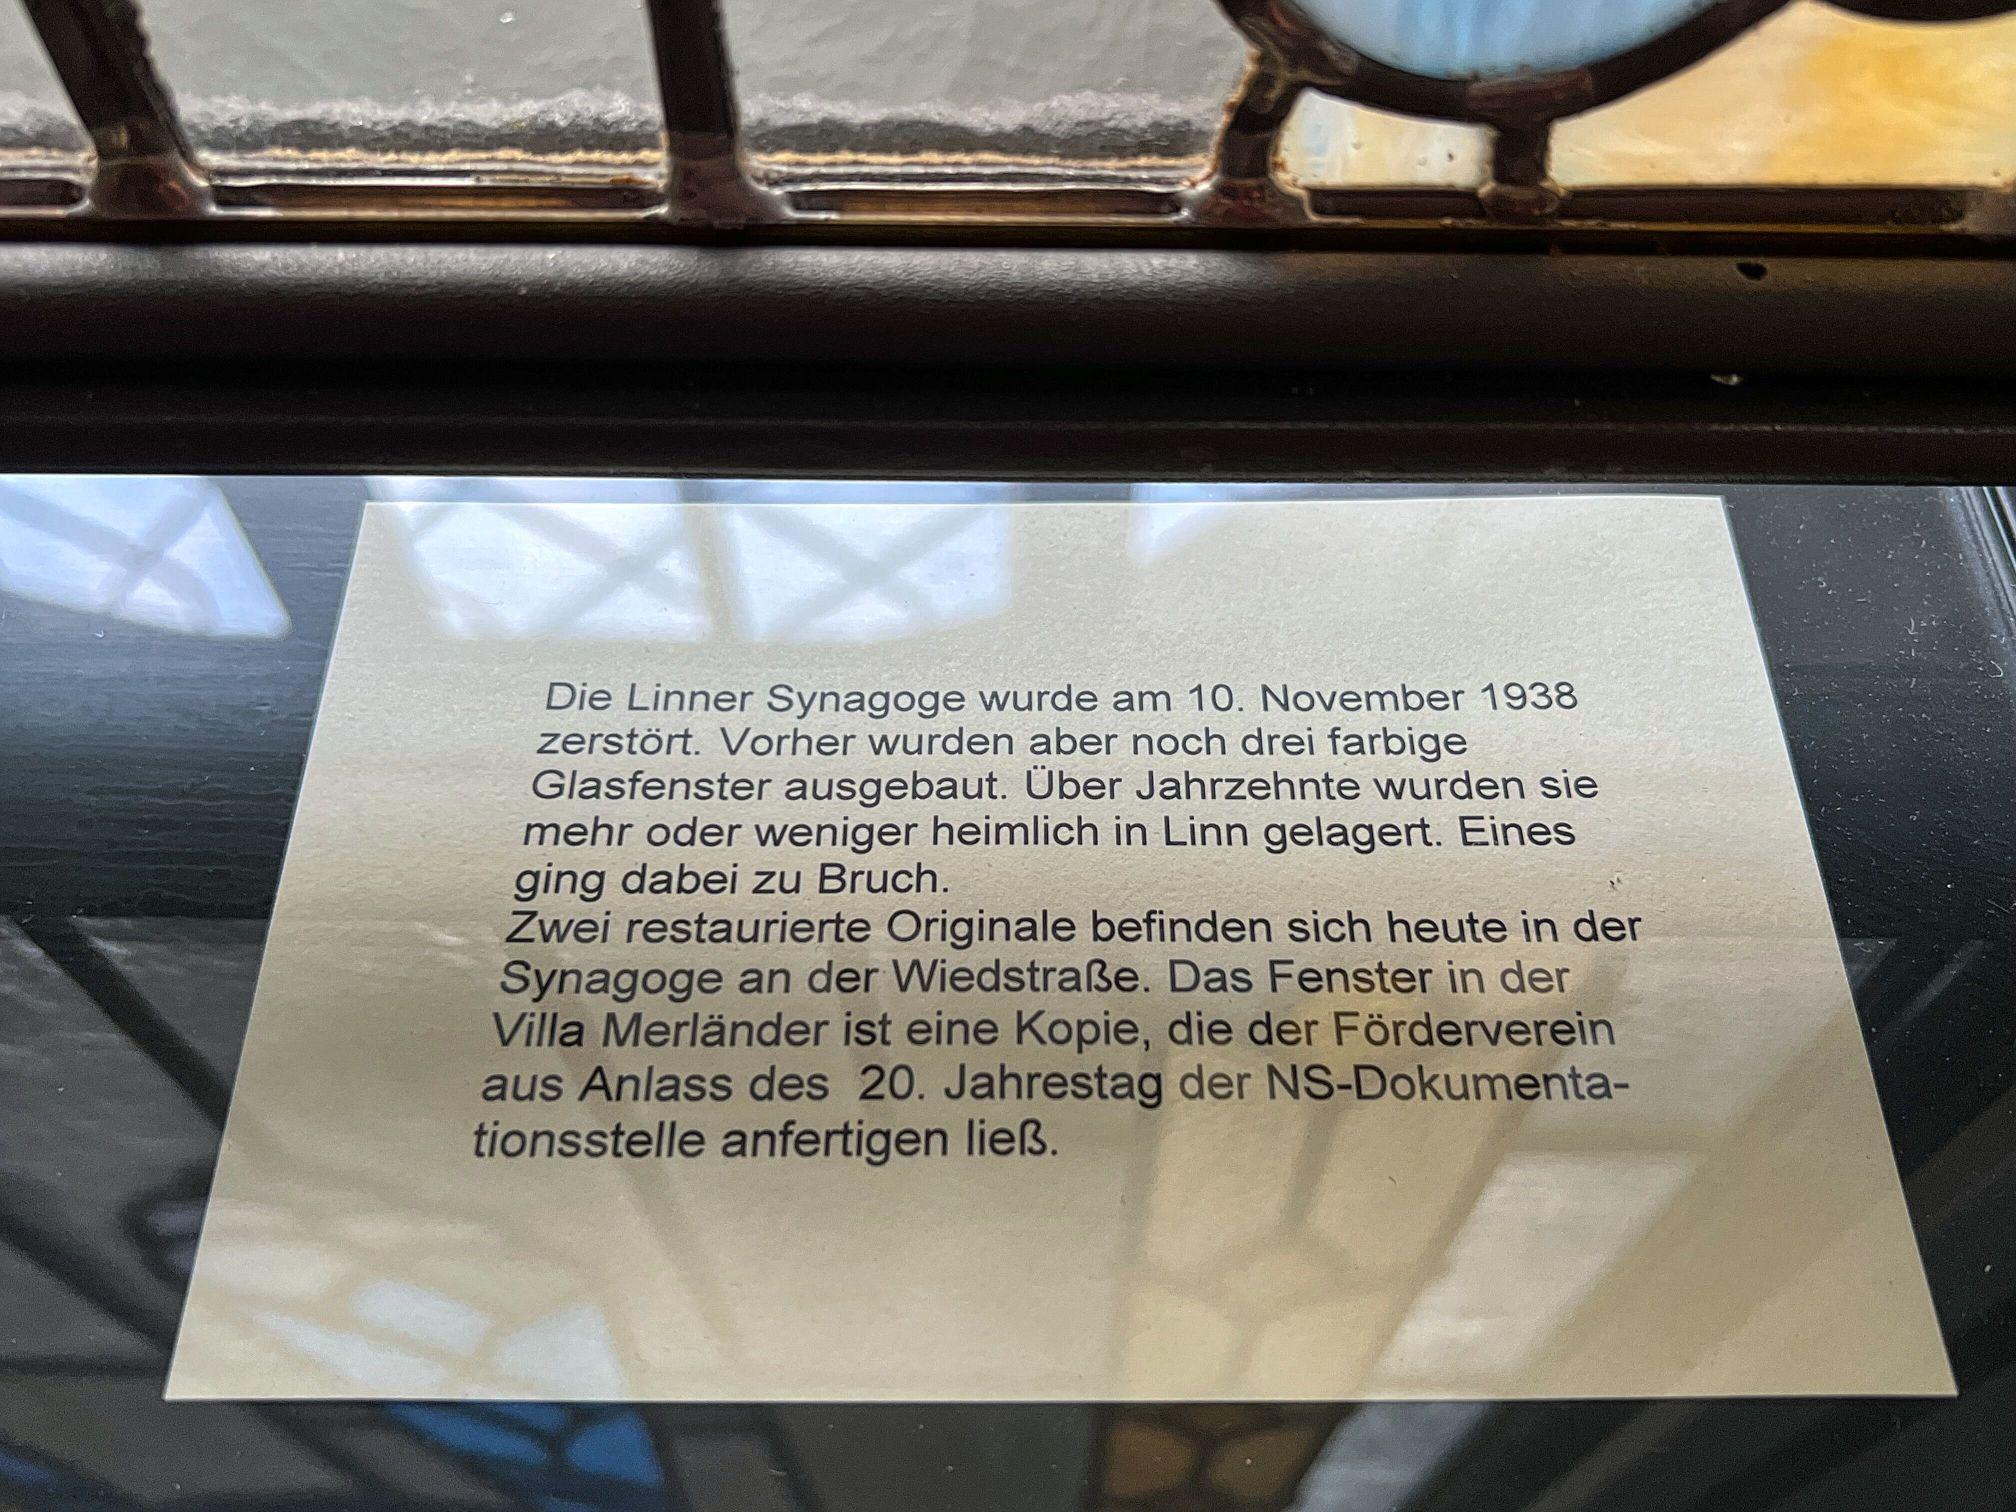 Die Linner Synagoge wurde am 10. November 1938
zerstört. Vorher wurden aber noch drei farbige
Glasfenster ausgebaut. Über Jahrzehnte wurden sie
mehr oder weniger heimlich in Linn gelagert. Eines
ging dabei zu Bruch.
Zwei restaurierte Originale befinden sich heute in der
Synagoge an der Wiedstraße. Das Fenster in der
Villa Merländer ist eine Kopie, die der Förderverein
aus Anlass des  20. Jahrestag der NS-Dokumenta-
tionsstelle anfertigen ließ.